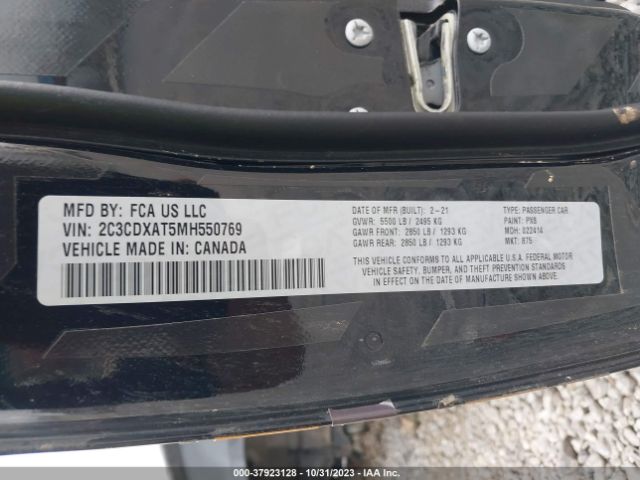 MFD BY: FCA US LLC
VIN: 2C3CDXAT5MH550769
VEHICLE MADE IN: CANADA
DATE OF MFR (BUILT): 2-21
GVWR: 5500 LB / 2495 KG
GAWR FRONT: 2850 LB / 1293 KG
GAWR REAR: 2850 LB / 1293 KG
TYPE: PASSENGER CAR
PAINT: PX8
MDH: 022414
MKT: 875
THIS VEHICLE CONFORMS TO ALL APPLICABLE U.S.A. FEDERAL MOTOR
VEHICLE SAFETY, BUMPER, AND THEFT PREVENTION STANDARDS
IN EFFECT ON THE DATE OF MANUFACTURE SHOWN ABOVE.
000-37923128 - 10/31/2023 - IAA Inc.